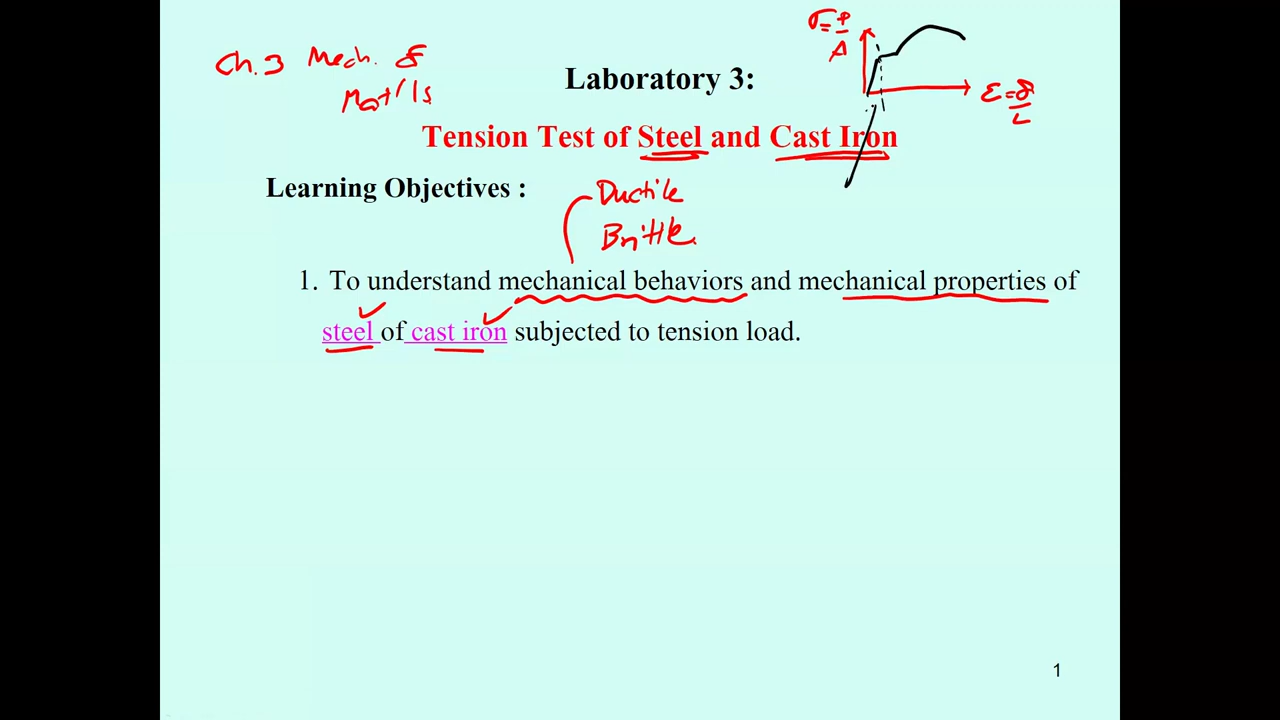 Ch.3 Mech. of
Mat'ls
σ=P/A
ε=δ/L
Laboratory 3:
Tension Test of Steel and Cast Iron
Learning Objectives :
Ductile
Brittle
1. To understand mechanical behaviors and mechanical properties of
steel of cast iron subjected to tension load.
1